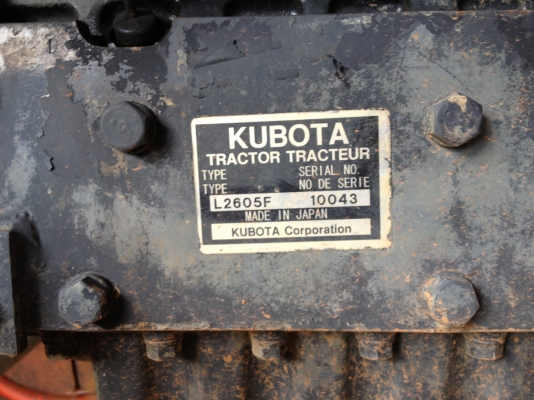 KUBOTA
TRACTOR TRACTEUR
TYPE SERIAL NO.
TYPE NO DE SERIE
L2605F 10043
MADE IN JAPAN
KUBOTA Corporation